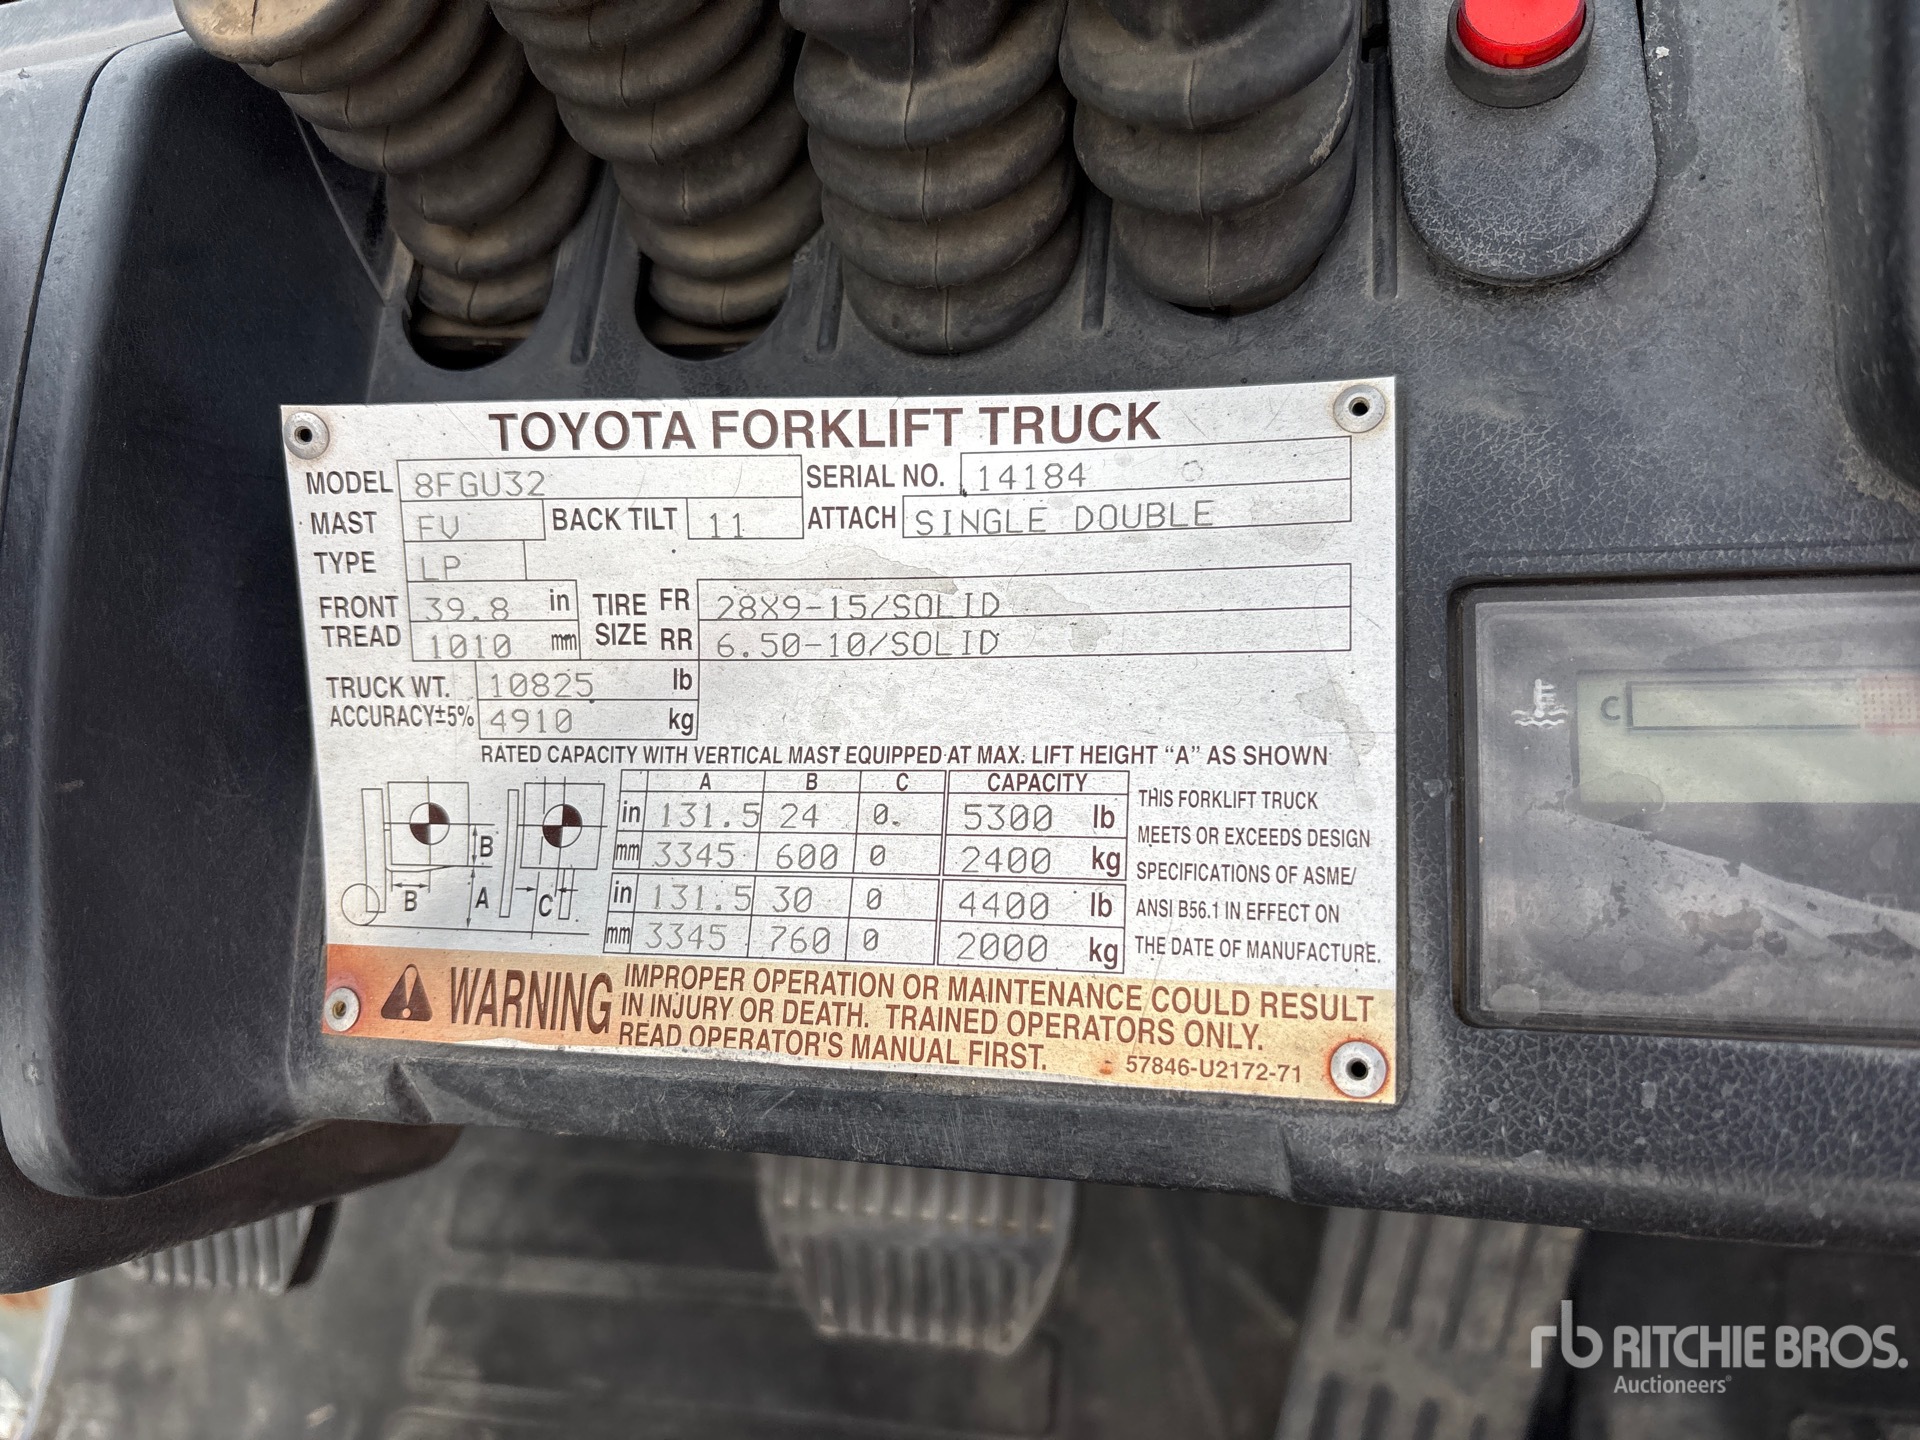 TOYOTA FORKLIFT TRUCK
MODEL 8FGU32 SERIAL NO. 14184
MAST FV BACK TILT 11 ATTACH SINGLE DOUBLE
TYPE LP
FRONT TREAD 39.8 in TIRE SIZE FR 28X9-15/SOLID
1010 mm RR 6.50-10/SOLID
TRUCK WT. 10825 lb
ACCURACY±5% 4910 kg
RATED CAPACITY WITH VERTICAL MAST EQUIPPED AT MAX. LIFT HEIGHT “A” AS SHOWN
A B C CAPACITY
in 131.5 24 0. 5300 lb
mm 3345 600 0 2400 kg
in 131.5 30 0 4400 lb
mm 3345 760 0 2000 kg
B
B A C
THIS FORKLIFT TRUCK
MEETS OR EXCEEDS DESIGN
SPECIFICATIONS OF ASME/
ANSI B56.1 IN EFFECT ON
THE DATE OF MANUFACTURE.
WARNING IMPROPER OPERATION OR MAINTENANCE COULD RESULT
IN INJURY OR DEATH. TRAINED OPERATORS ONLY.
READ OPERATOR'S MANUAL FIRST. 57846-U2172-71
C
rb RITCHIE BROS.
Auctioneers®